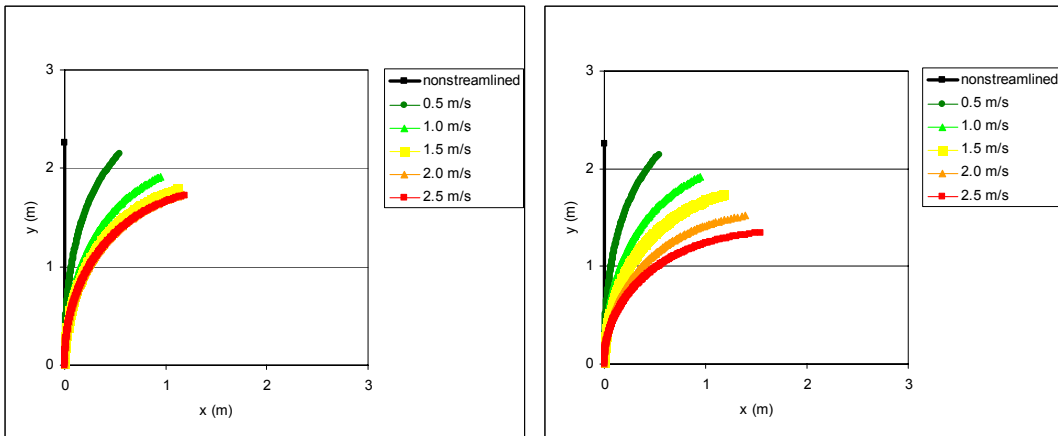 3
2
1
0
y (m)
0 1 2 3
x (m)
nonstreamlined
0.5 m/s
1.0 m/s
1.5 m/s
2.0 m/s
2.5 m/s
3
2
1
0
y (m)
0 1 2 3
x (m)
nonstreamlined
0.5 m/s
1.0 m/s
1.5 m/s
2.0 m/s
2.5 m/s